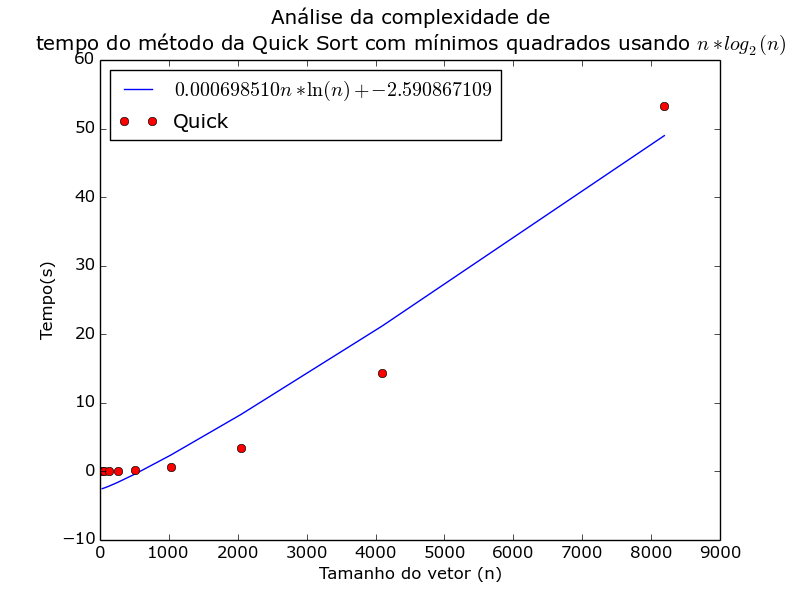 Análise da complexidade de
tempo do método da Quick Sort com mínimos quadrados usando n∗log₂(n)
0.000698510n∗ln(n)+−2.590867109
Quick
60
50
40
30
20
10
0
−10
Tempo(s)
0 1000 2000 3000 4000 5000 6000 7000 8000 9000
Tamanho do vetor (n)